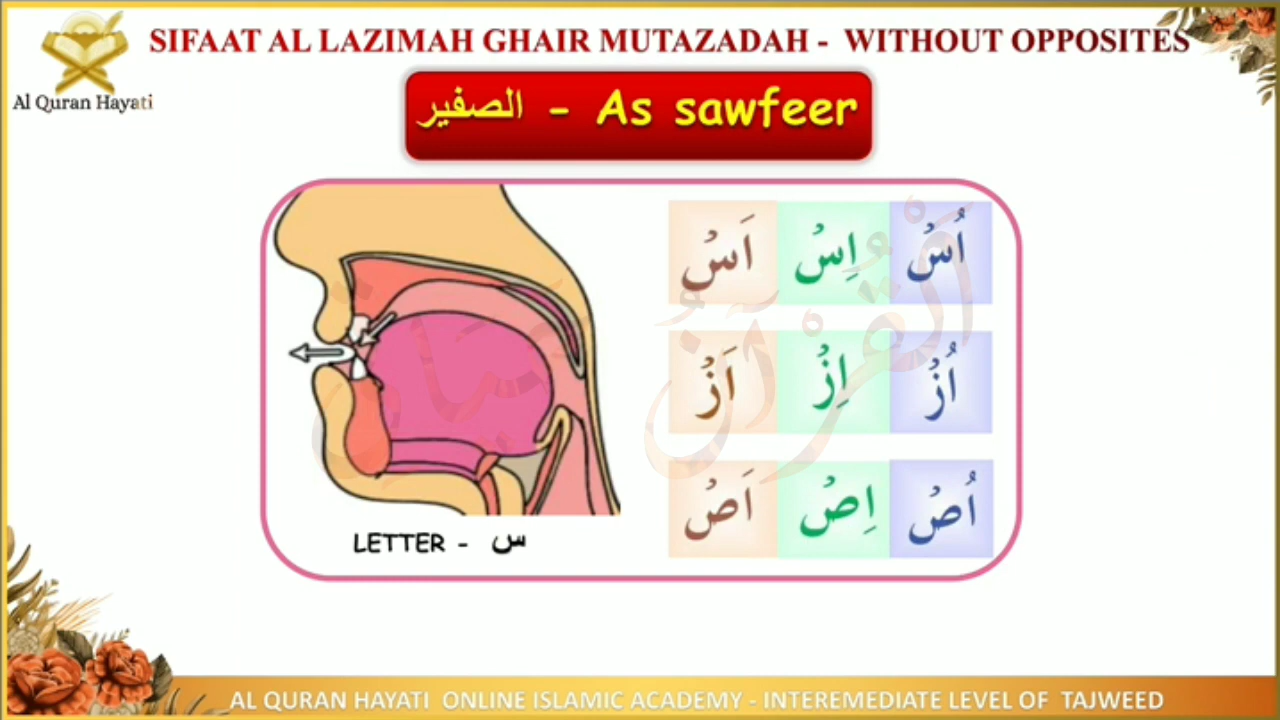 SIFAAT AL LAZIMAH GHAIR MUTAZADAH - WITHOUT OPPOSITES
Al Quran Hayati
الصفير - As sawfeer
اَسْ اِسْ اُسْ
اَزْ اِزْ اُزْ
اَصْ اِصْ اُصْ
LETTER - س
AL QURAN HAYATI ONLINE ISLAMIC ACADEMY - INTEREMEDIATE LEVEL OF TAJWEED